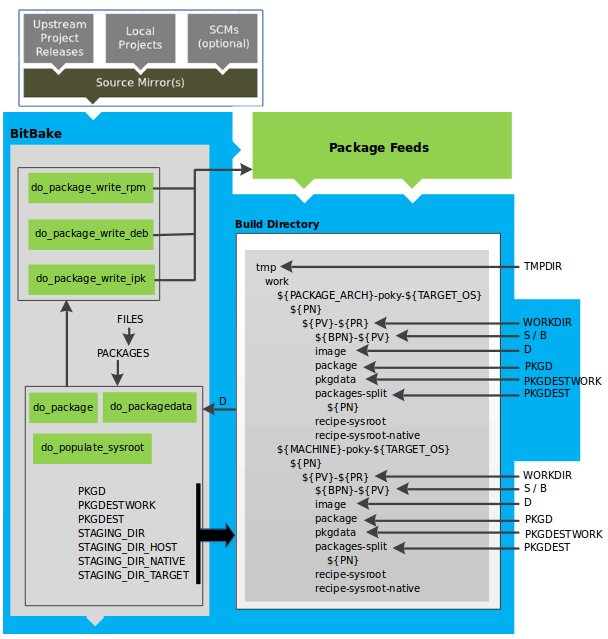 Upstream
Project
Releases
Local
Projects
SCMs
(optional)
Source Mirror(s)
BitBake
do_package_write_rpm
do_package_write_deb
do_package_write_ipk
FILES
PACKAGES
do_package
do_packagedata
do_populate_sysroot
PKGD
PKGDESTWORK
PKGDEST
STAGING_DIR
STAGING_DIR_HOST
STAGING_DIR_NATIVE
STAGING_DIR_TARGET
D
Package Feeds
Build Directory
tmp
TMPDIR
work
${PACKAGE_ARCH}-poky-${TARGET_OS}
${PN}
${PV}-${PR}
WORKDIR
${BPN}-${PV}
S / B
image
D
package
PKGD
pkgdata
PKGDESTWORK
packages-split
PKGDEST
${PN}
recipe-sysroot
recipe-sysroot-native
${MACHINE}-poky-${TARGET_OS}
${PN}
${PV}-${PR}
WORKDIR
${BPN}-${PV}
S / B
image
D
package
PKGD
pkgdata
PKGDESTWORK
packages-split
PKGDEST
${PN}
recipe-sysroot
recipe-sysroot-native